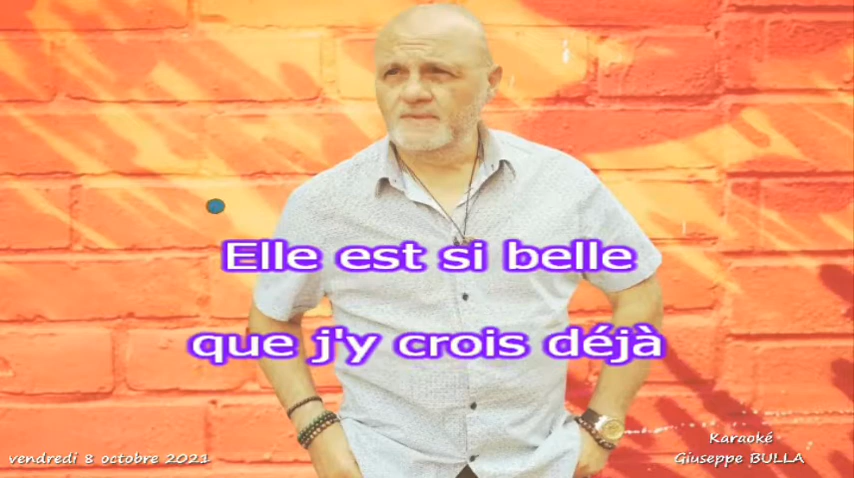 Elle est si belle
que j'y crois déjà
Karaoké
vendredi 8 octobre 2021
Giuseppe BULLA